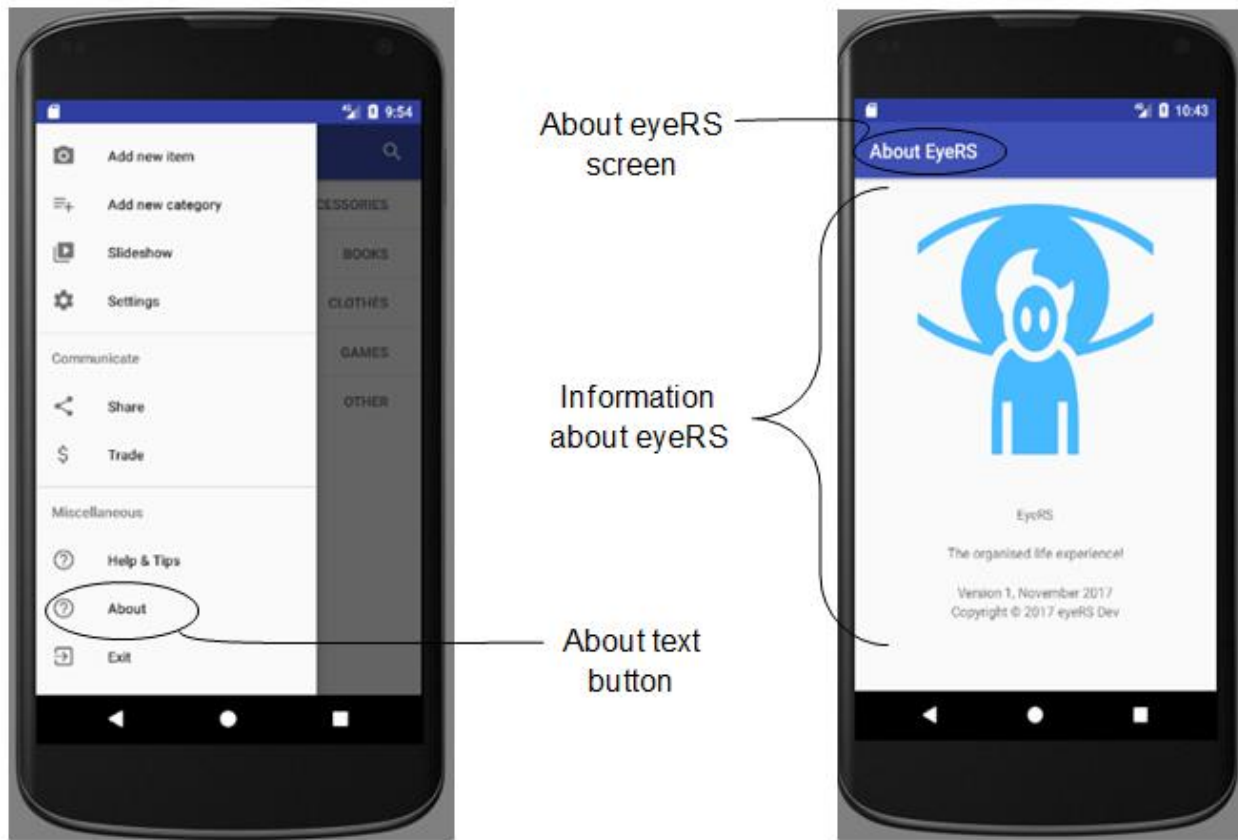 9:54
Add new item
Add new category
Slideshow
Settings
Communicate
Share
Trade
Miscellaneous
Help & Tips
About
Exit
CESSORIES
BOOKS
CLOTHES
GAMES
OTHER
About eyeRS
screen
Information
about eyeRS
About text
button
10:43
About EyeRS
EyeRS
The organised life experience!
Version 1, November 2017
Copyright © 2017 eyeRS Dev